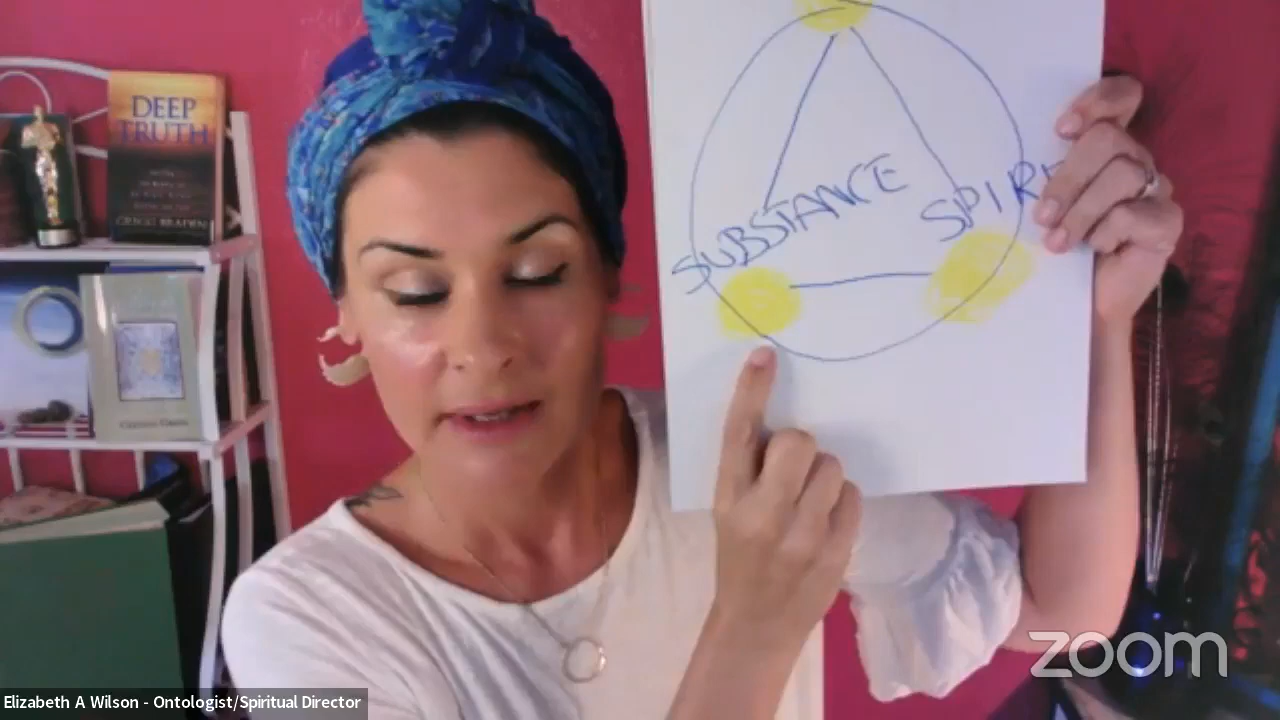 DEEP
TRUTH
GREGG BRADEN
SUBSTANCE
SPIRI
zoom
Elizabeth A Wilson - Ontologist/Spiritual Director